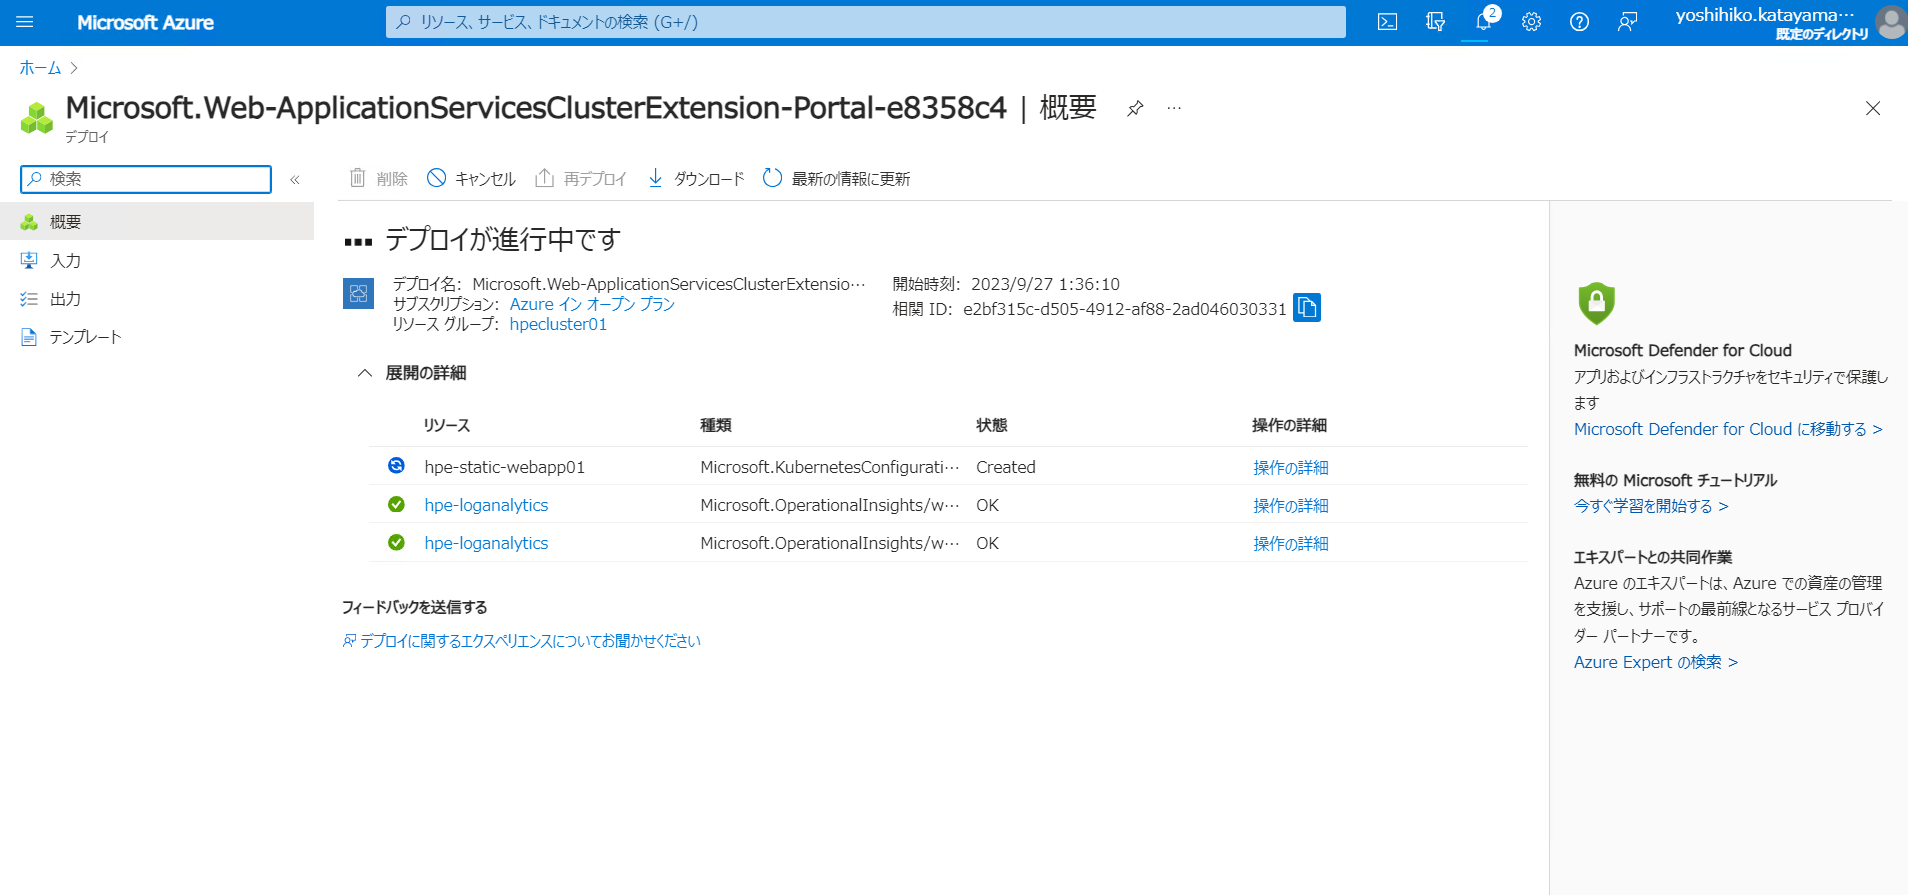 Microsoft Azure
リソース、サービス、ドキュメントの検索 (G+/)
2
yoshihiko.katayama…
既定のディレクトリ
ホーム
Microsoft.Web-ApplicationServicesClusterExtension-Portal-e8358c4 | 概要
デプロイ
検索
概要
入力
出力
テンプレート
削除 キャンセル 再デプロイ ダウンロード 最新の情報に更新
デプロイが進行中です
デプロイ名: Microsoft.Web-ApplicationServicesClusterExtensio…
サブスクリプション: Azure イン オープン プラン
リソース グループ: hpecluster01
開始時刻: 2023/9/27 1:36:10
相関 ID: e2bf315c-d505-4912-af88-2ad046030331
展開の詳細
リソース 種類 状態 操作の詳細
hpe-static-webapp01 Microsoft.KubernetesConfigurati… Created 操作の詳細
hpe-loganalytics Microsoft.OperationalInsights/w… OK 操作の詳細
hpe-loganalytics Microsoft.OperationalInsights/w… OK 操作の詳細
フィードバックを送信する
デプロイに関するエクスペリエンスについてお聞かせください
Microsoft Defender for Cloud
アプリおよびインフラストラクチャをセキュリティで保護し
ます
Microsoft Defender for Cloud に移動する >
無料の Microsoft チュートリアル
今すぐ学習を開始する >
エキスパートとの共同作業
Azure のエキスパートは、Azure での資産の管理
を支援し、サポートの最前線となるサービス プロバイ
ダー パートナーです。
Azure Expert の検索 >